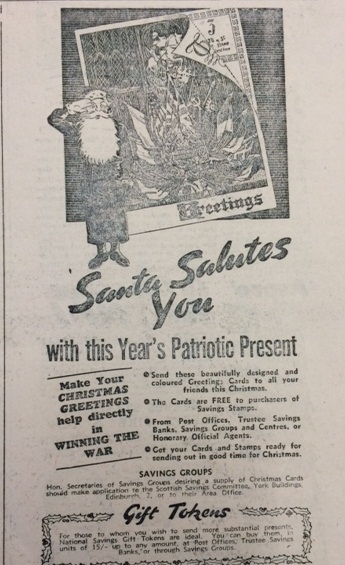 Greetings
Santa Salutes
You
with this Year's Patriotic Present
Make Your
CHRISTMAS
GREETINGS
help directly
in
WINNING THE
WAR
Send these beautifully designed and
coloured Greeting Cards to all your
friends this Christmas.
The Cards are FREE to purchasers of
Savings Stamps.
From Post Offices, Trustee Savings
Banks, Savings Groups and Centres, or
Honorary Official Agents.
Get your Cards and Stamps ready for
sending out in good time for Christmas.
SAVINGS GROUPS
Hon. Secretaries of Savings Groups desiring a supply of Christmas Cards
should make application to the Scottish Savings Committee, York Buildings,
Edinburgh, 2, or to their Area Office.
Gift Tokens
For those to whom you wish to send more substantial presents,
National Savings Gift Tokens are ideal. You can buy them, in
units of 15/- up to any amount, at Post Offices, Trustee Savings
Banks, or through Savings Groups.